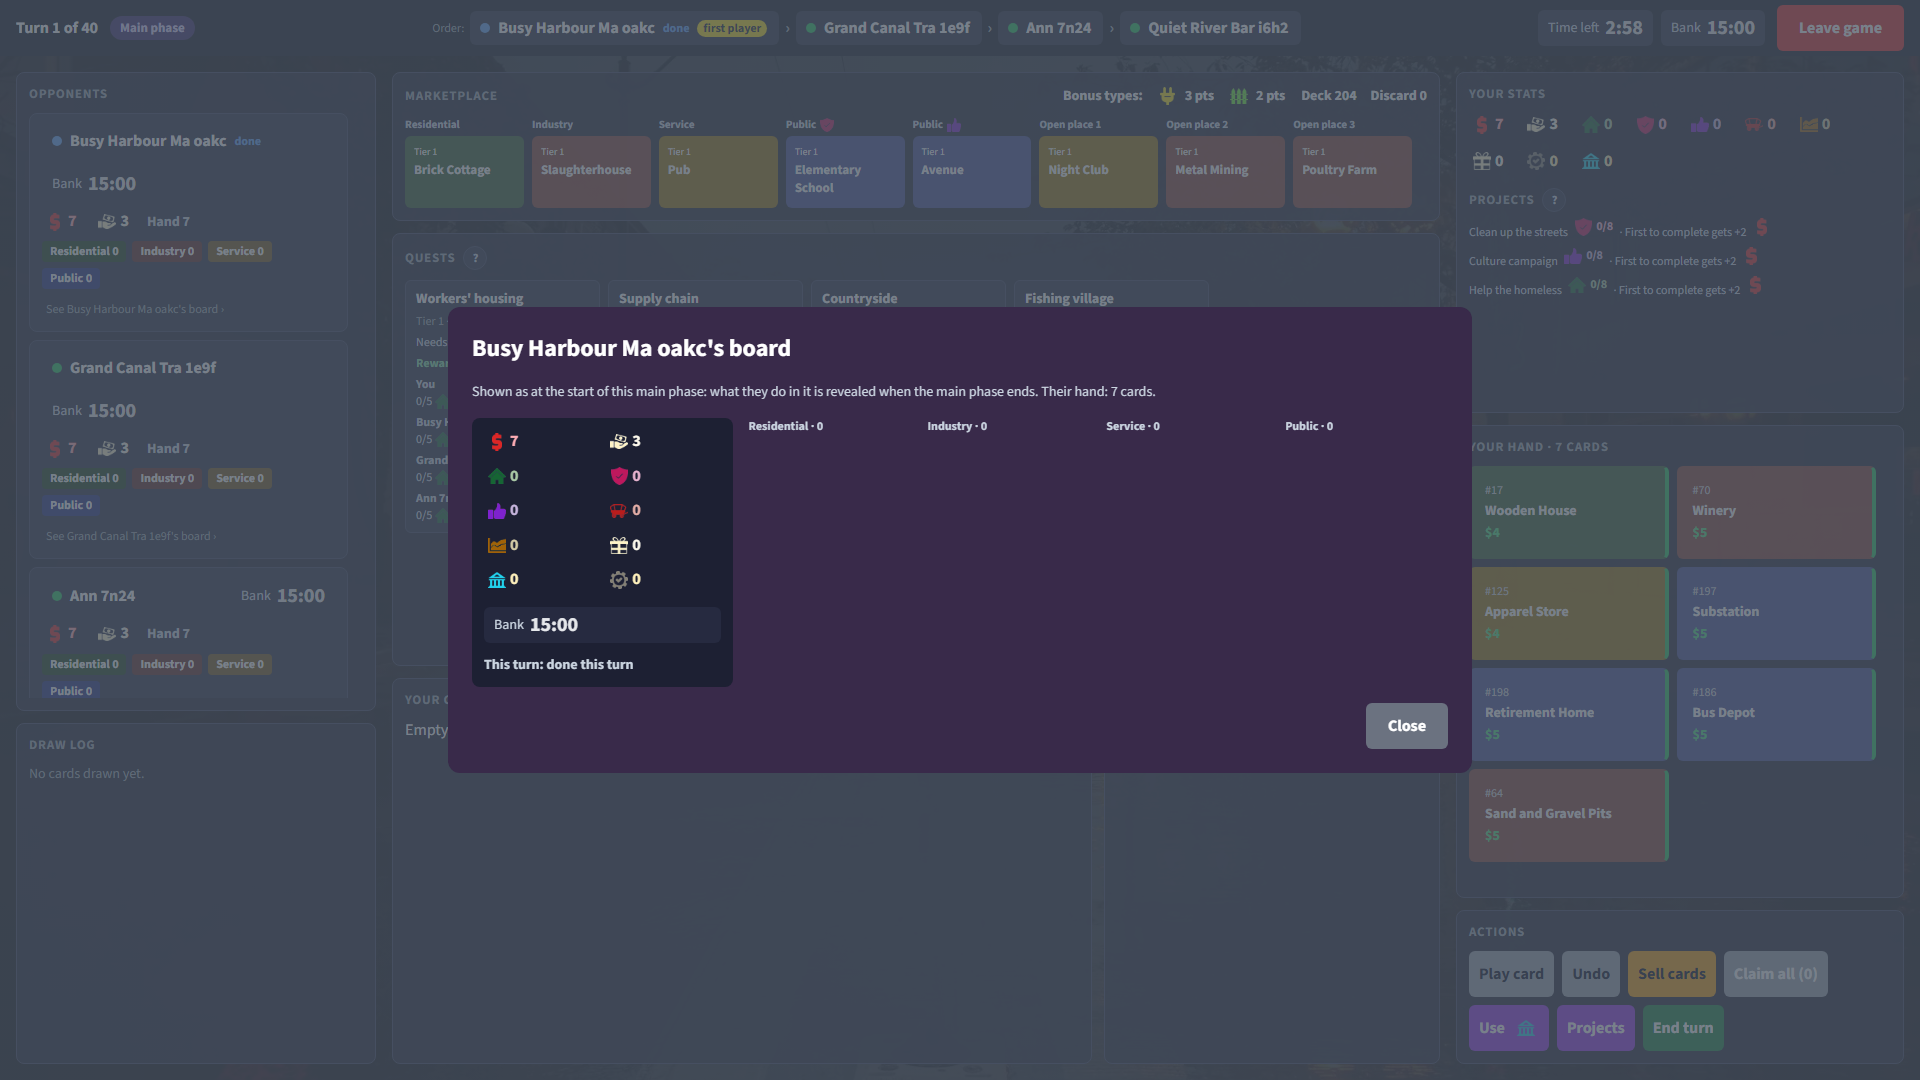 Turn 1 of 40 Main phase
Order: Busy Harbour Ma oakc done first player › Grand Canal Tra 1e9f › Ann 7n24 › Quiet River Bar i6h2
Time left 2:58 Bank 15:00 Leave game
OPPONENTS
Busy Harbour Ma oakc done
Bank 15:00
7 3 Hand 7
Residential 0 Industry 0 Service 0
Public 0
See Busy Harbour Ma oakc's board ›
Grand Canal Tra 1e9f
Bank 15:00
7 3 Hand 7
Residential 0 Industry 0 Service 0
Public 0
See Grand Canal Tra 1e9f's board ›
Ann 7n24 Bank 15:00
7 3 Hand 7
Residential 0 Industry 0 Service 0
Public 0
DRAW LOG
No cards drawn yet.
MARKETPLACE
Bonus types: 3 pts 2 pts Deck 204 Discard 0
Residential Industry Service Public Public Open place 1 Open place 2 Open place 3
Tier 1 Tier 1 Tier 1 Tier 1 Tier 1 Tier 1 Tier 1 Tier 1
Brick Cottage Slaughterhouse Pub Elementary School Avenue Night Club Metal Mining Poultry Farm
QUESTS ?
Workers' housing Supply chain Countryside Fishing village
Tier 1
Needs
You
0/5
0/5
0/5
0/5
Empty
Busy Harbour Ma oakc's board
Shown as at the start of this main phase: what they do in it is revealed when the main phase ends. Their hand: 7 cards.
7 3
0 0
0 0
0 0
0 0
Bank 15:00
This turn: done this turn
Residential · 0 Industry · 0 Service · 0 Public · 0
Close
YOUR STATS
7 3 0 0 0 0 0
0 0 0
PROJECTS ?
Clean up the streets 0/8 · First to complete gets +2
Culture campaign 0/8 · First to complete gets +2
Help the homeless 0/8 · First to complete gets +2
YOUR HAND · 7 CARDS
#17 #70
Wooden House Winery
$4 $5
#125 #197
Apparel Store Substation
$4 $5
#198 #186
Retirement Home Bus Depot
$5 $5
#64
Sand and Gravel Pits
$5
ACTIONS
Play card Undo Sell cards Claim all (0)
Use Projects End turn